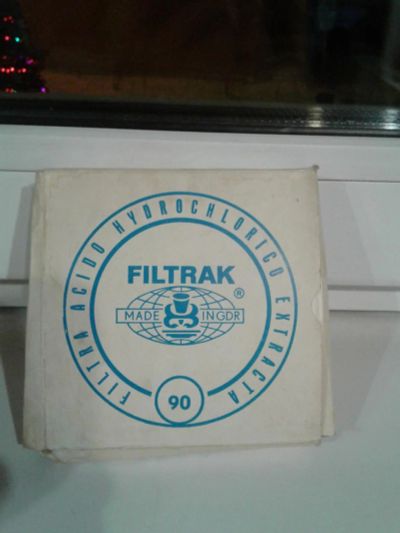 FILTRA ACIDO HYDROCHLORICO EXTRACTA
FILTRAK
®
MADE IN GDR
90